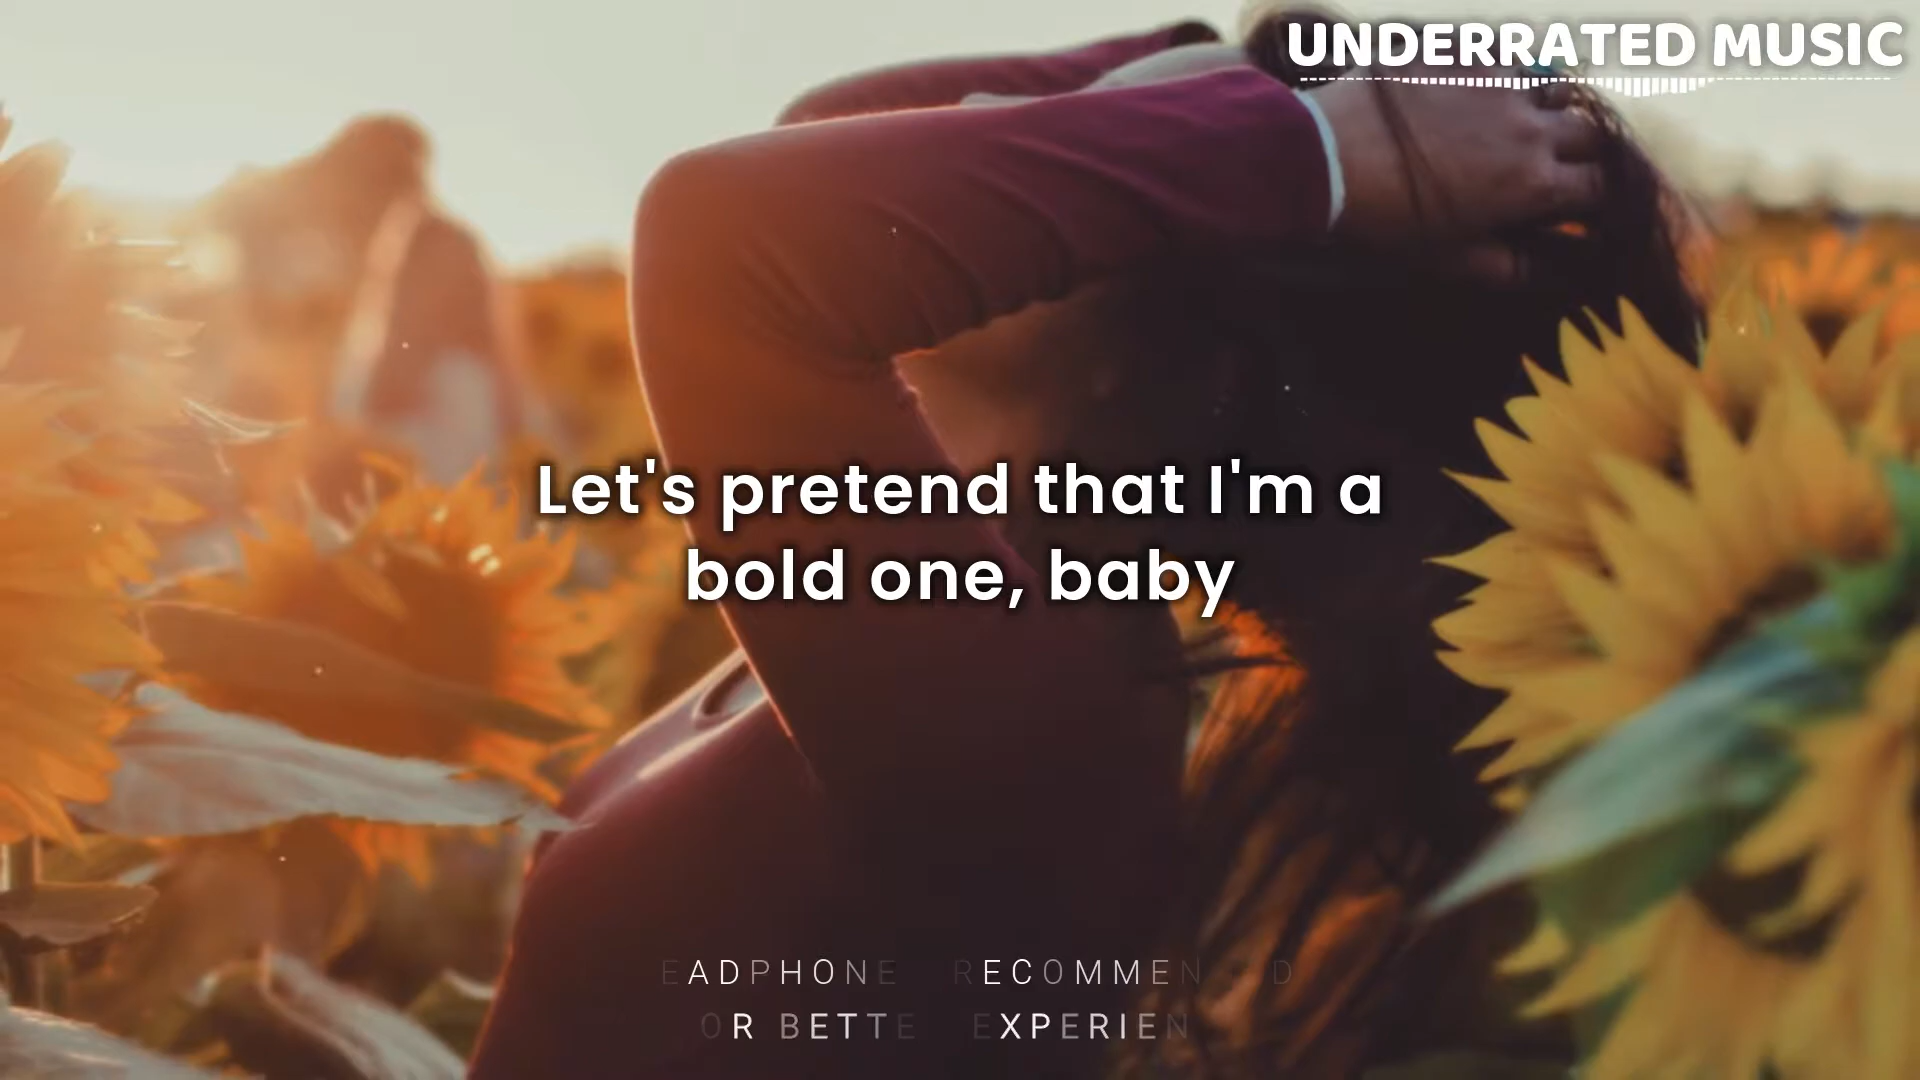 UNDERRATED MUSIC
Let's pretend that I'm a
bold one, baby
EADPHONE RECOMMEN D
OR BETTE EXPERIEN